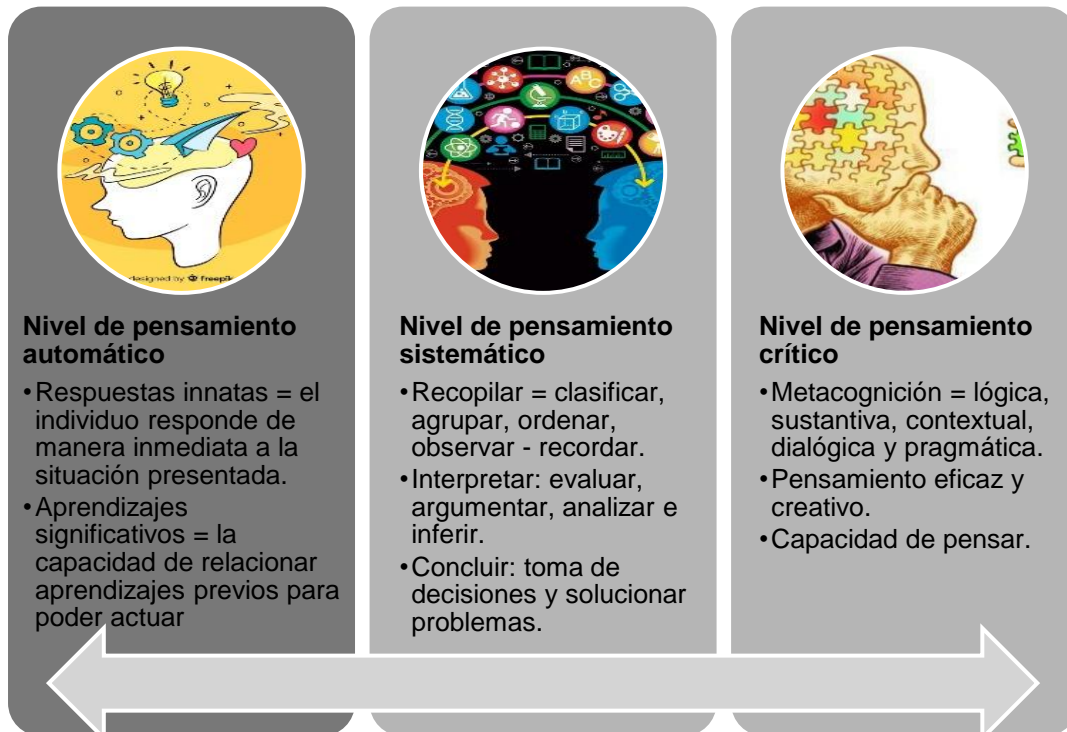 designed by freepik
Nivel de pensamiento
automático
•Respuestas innatas = el
individuo responde de
manera inmediata a la
situación presentada.
•Aprendizajes
significativos = la
capacidad de relacionar
aprendizajes previos para
poder actuar
ABC
Nivel de pensamiento
sistemático
•Recopilar = clasificar,
agrupar, ordenar,
observar - recordar.
•Interpretar: evaluar,
argumentar, analizar e
inferir.
•Concluir: toma de
decisiones y solucionar
problemas.
Nivel de pensamiento
crítico
•Metacognición = lógica,
sustantiva, contextual,
dialógica y pragmática.
•Pensamiento eficaz y
creativo.
•Capacidad de pensar.